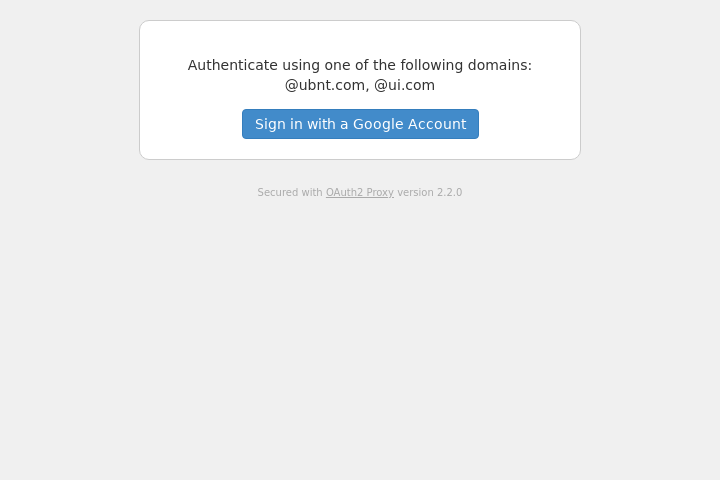 Authenticate using one of the following domains:
@ubnt.com, @ui.com
Sign in with a Google Account
Secured with OAuth2 Proxy version 2.2.0